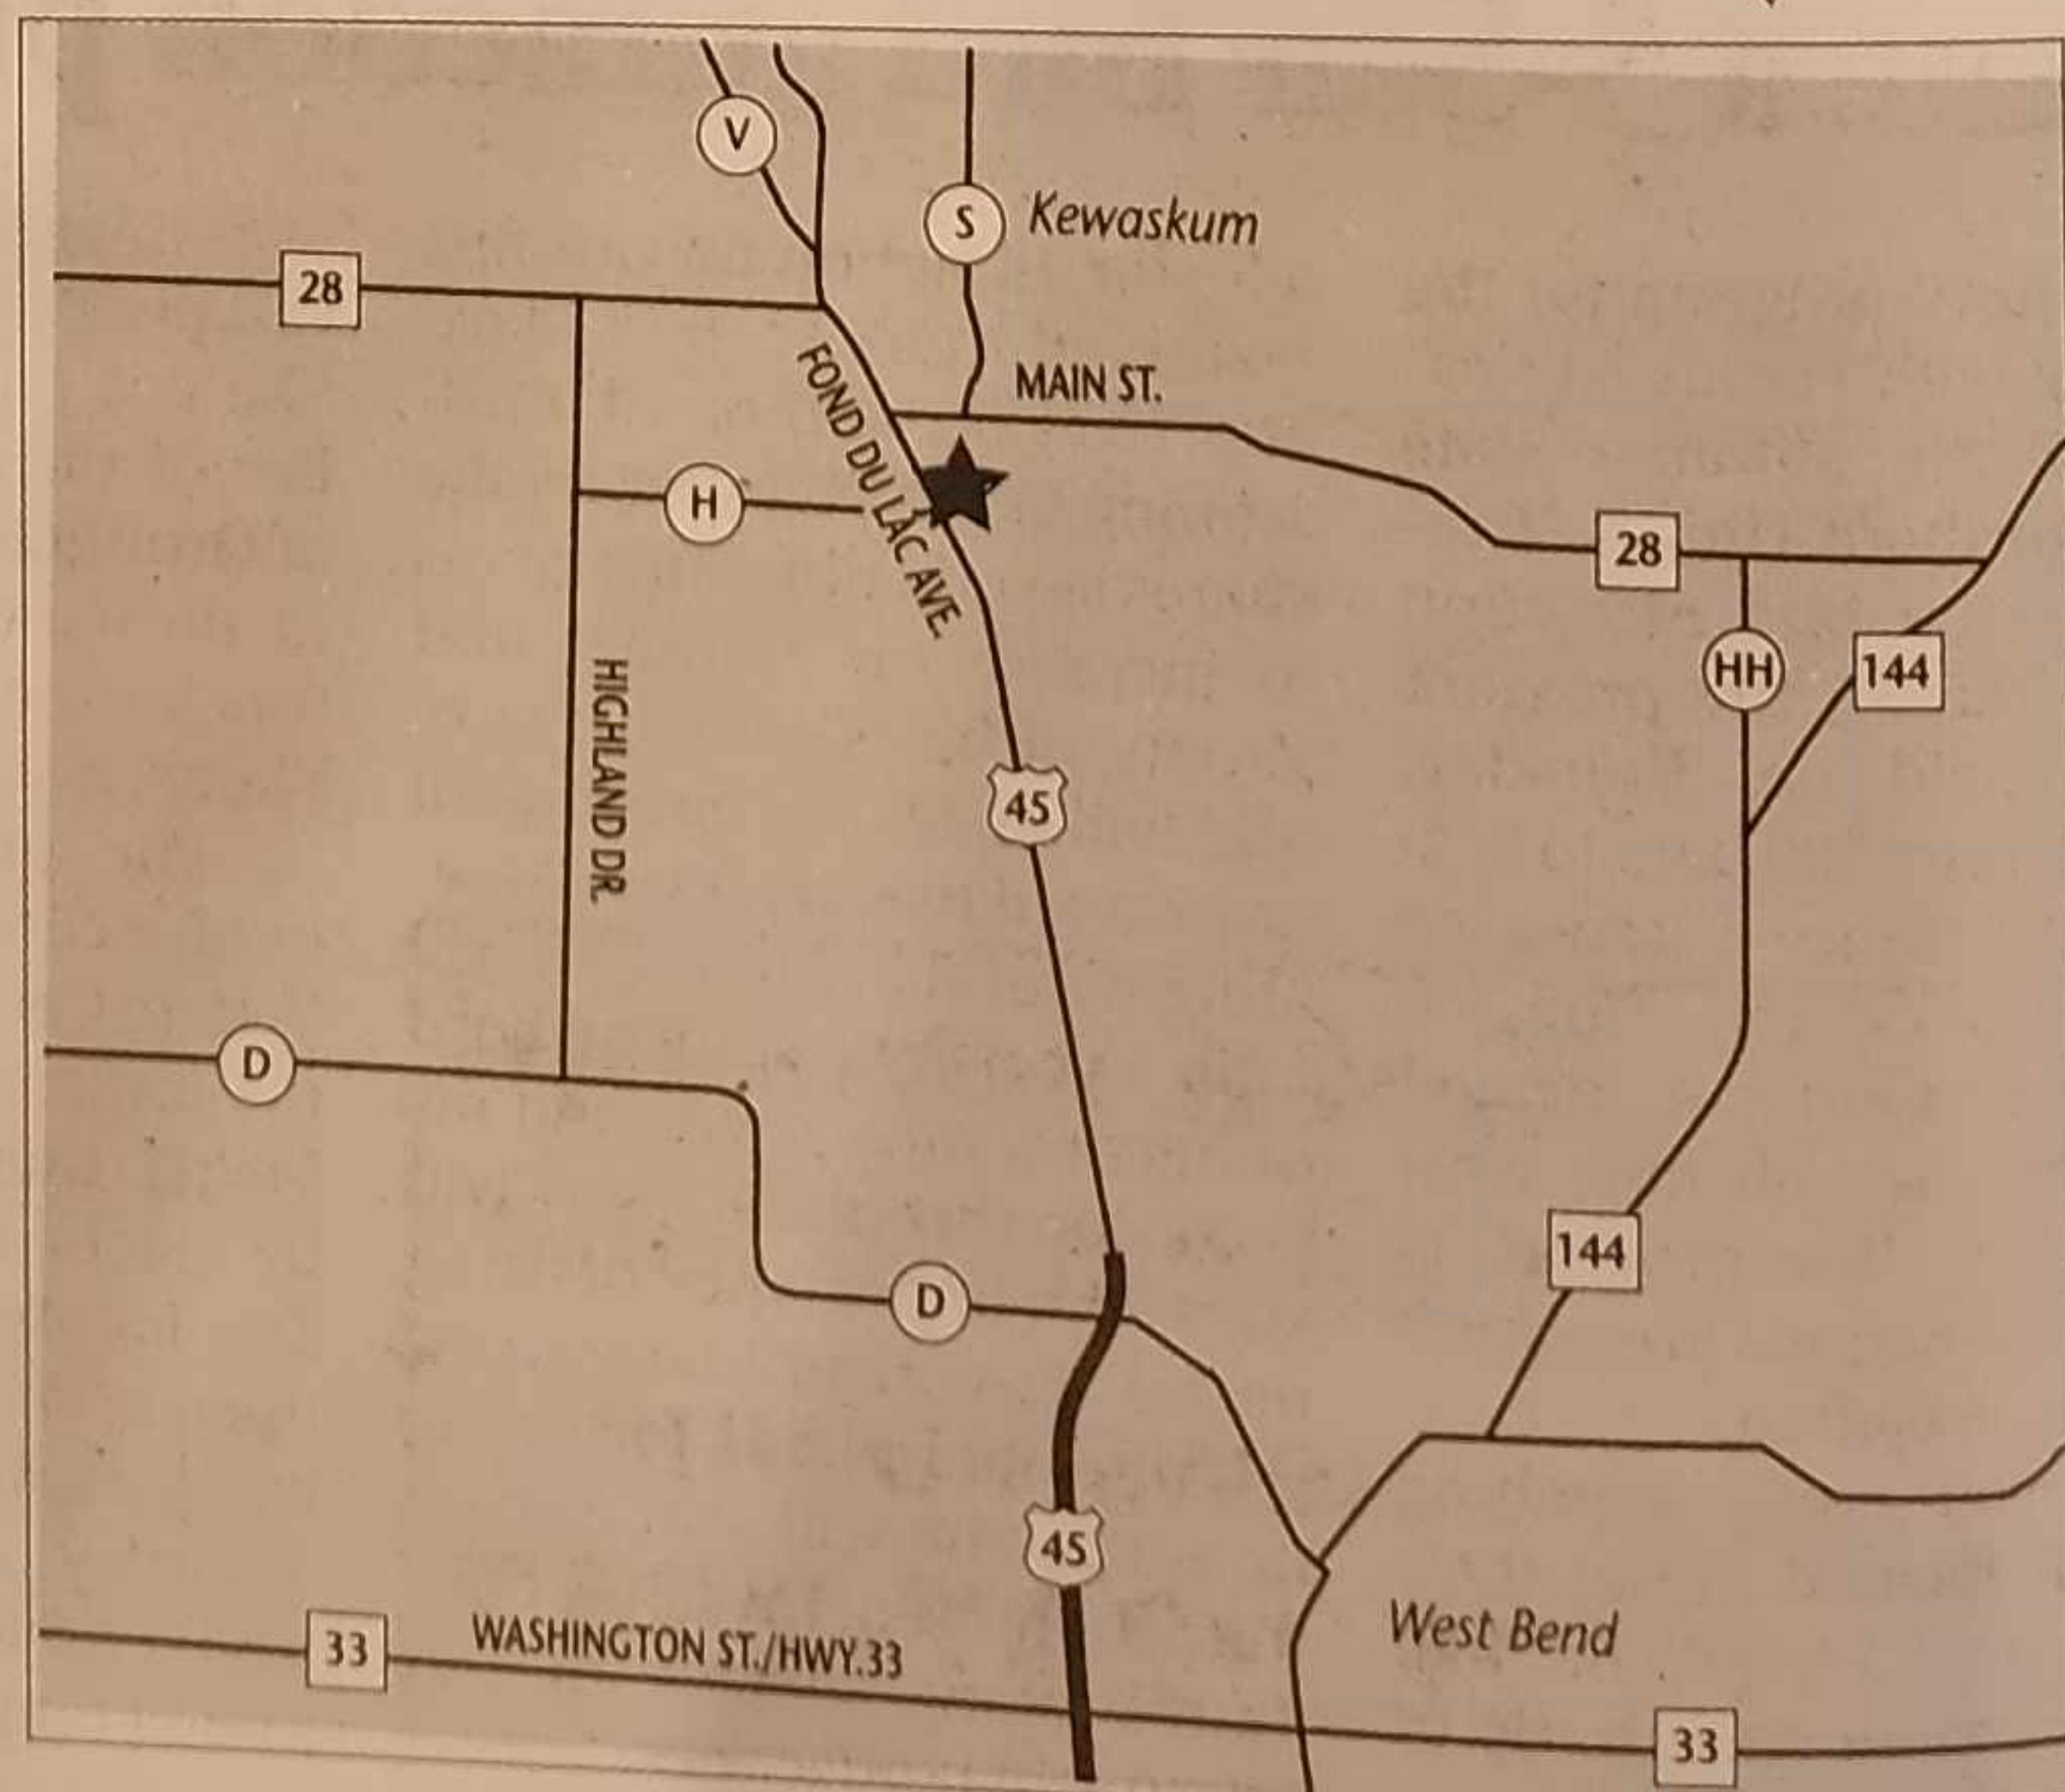 V
S
Kewaskum
28
MAIN ST.
FOND DU LAC AVE.
H
28
HH
144
HIGHLAND DR.
45
D
144
D
45
33
WASHINGTON ST./HWY.33
West Bend
33